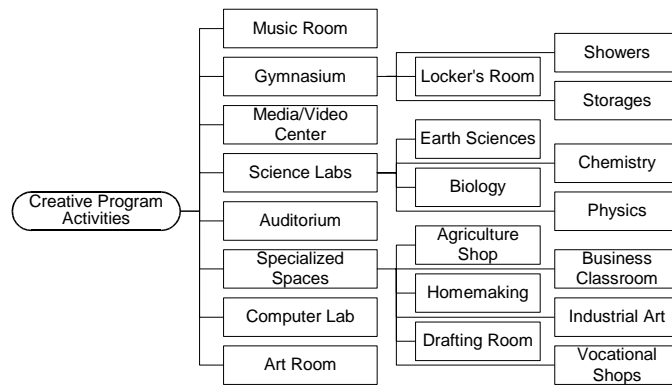 Music Room
Showers
Gymnasium
Locker's Room
Storages
Media/Video
Center
Earth Sciences
Chemistry
Science Labs
Biology
Creative Program
Activities
Physics
Auditorium
Agriculture
Shop
Specialized
Spaces
Business
Classroom
Homemaking
Computer Lab
Industrial Art
Drafting Room
Art Room
Vocational
Shops